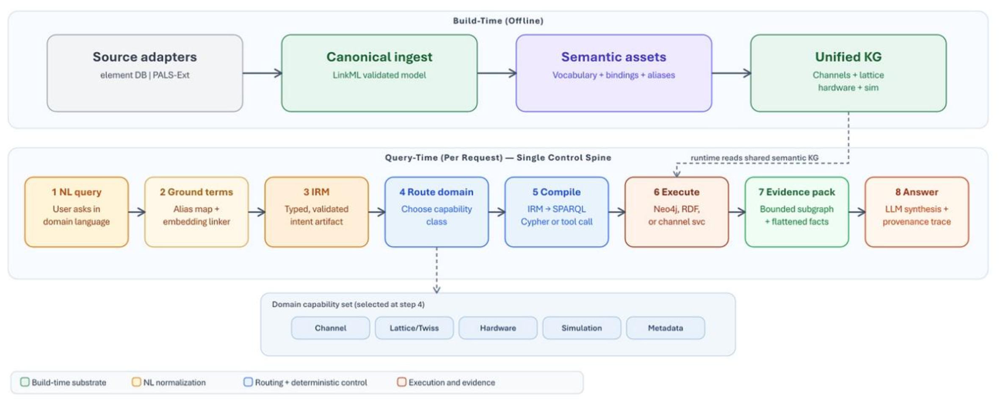 Build-Time (Offline)
Source adapters
element DB | PALS-Ext
Canonical ingest
LinkML validated model
Semantic assets
Vocabulary + bindings + aliases
Unified KG
Channels + lattice
hardware + sim
Query-Time (Per Request) — Single Control Spine
runtime reads shared semantic KG
1 NL query
User asks in
domain language
2 Ground terms
Alias map +
embedding linker
3 IRM
Typed, validated
intent artifact
4 Route domain
Choose capability
class
5 Compile
IRM → SPARQL
Cypher or tool call
6 Execute
Neo4j, RDF,
or channel svc
7 Evidence pack
Bounded subgraph
+ flattened facts
8 Answer
LLM synthesis +
provenance trace
Domain capability set (selected at step 4)
Channel
Lattice/Twiss
Hardware
Simulation
Metadata
Build-time substrate
NL normalization
Routing + deterministic control
Execution and evidence